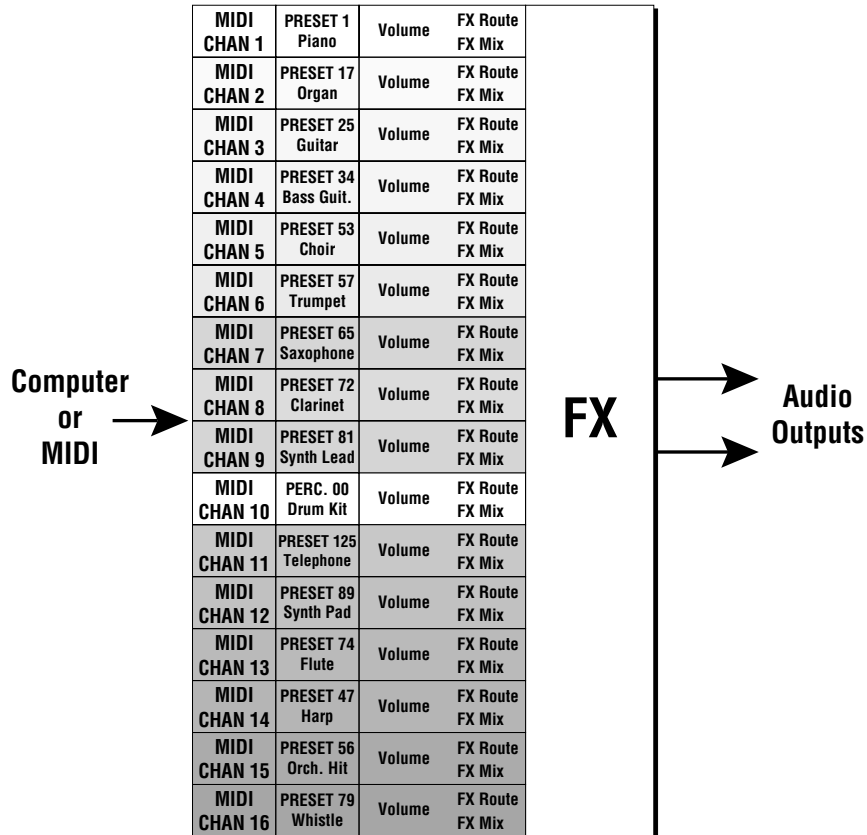 MIDI CHAN 1 PRESET 1 Piano Volume FX Route FX Mix
MIDI CHAN 2 PRESET 17 Organ Volume FX Route FX Mix
MIDI CHAN 3 PRESET 25 Guitar Volume FX Route FX Mix
MIDI CHAN 4 PRESET 34 Bass Guit. Volume FX Route FX Mix
MIDI CHAN 5 PRESET 53 Choir Volume FX Route FX Mix
MIDI CHAN 6 PRESET 57 Trumpet Volume FX Route FX Mix
MIDI CHAN 7 PRESET 65 Saxophone Volume FX Route FX Mix
MIDI CHAN 8 PRESET 72 Clarinet Volume FX Route FX Mix
MIDI CHAN 9 PRESET 81 Synth Lead Volume FX Route FX Mix
MIDI CHAN 10 PERC. 00 Drum Kit Volume FX Route FX Mix
MIDI CHAN 11 PRESET 125 Telephone Volume FX Route FX Mix
MIDI CHAN 12 PRESET 89 Synth Pad Volume FX Route FX Mix
MIDI CHAN 13 PRESET 74 Flute Volume FX Route FX Mix
MIDI CHAN 14 PRESET 47 Harp Volume FX Route FX Mix
MIDI CHAN 15 PRESET 56 Orch. Hit Volume FX Route FX Mix
MIDI CHAN 16 PRESET 79 Whistle Volume FX Route FX Mix
Computer
or
MIDI
FX
Audio
Outputs